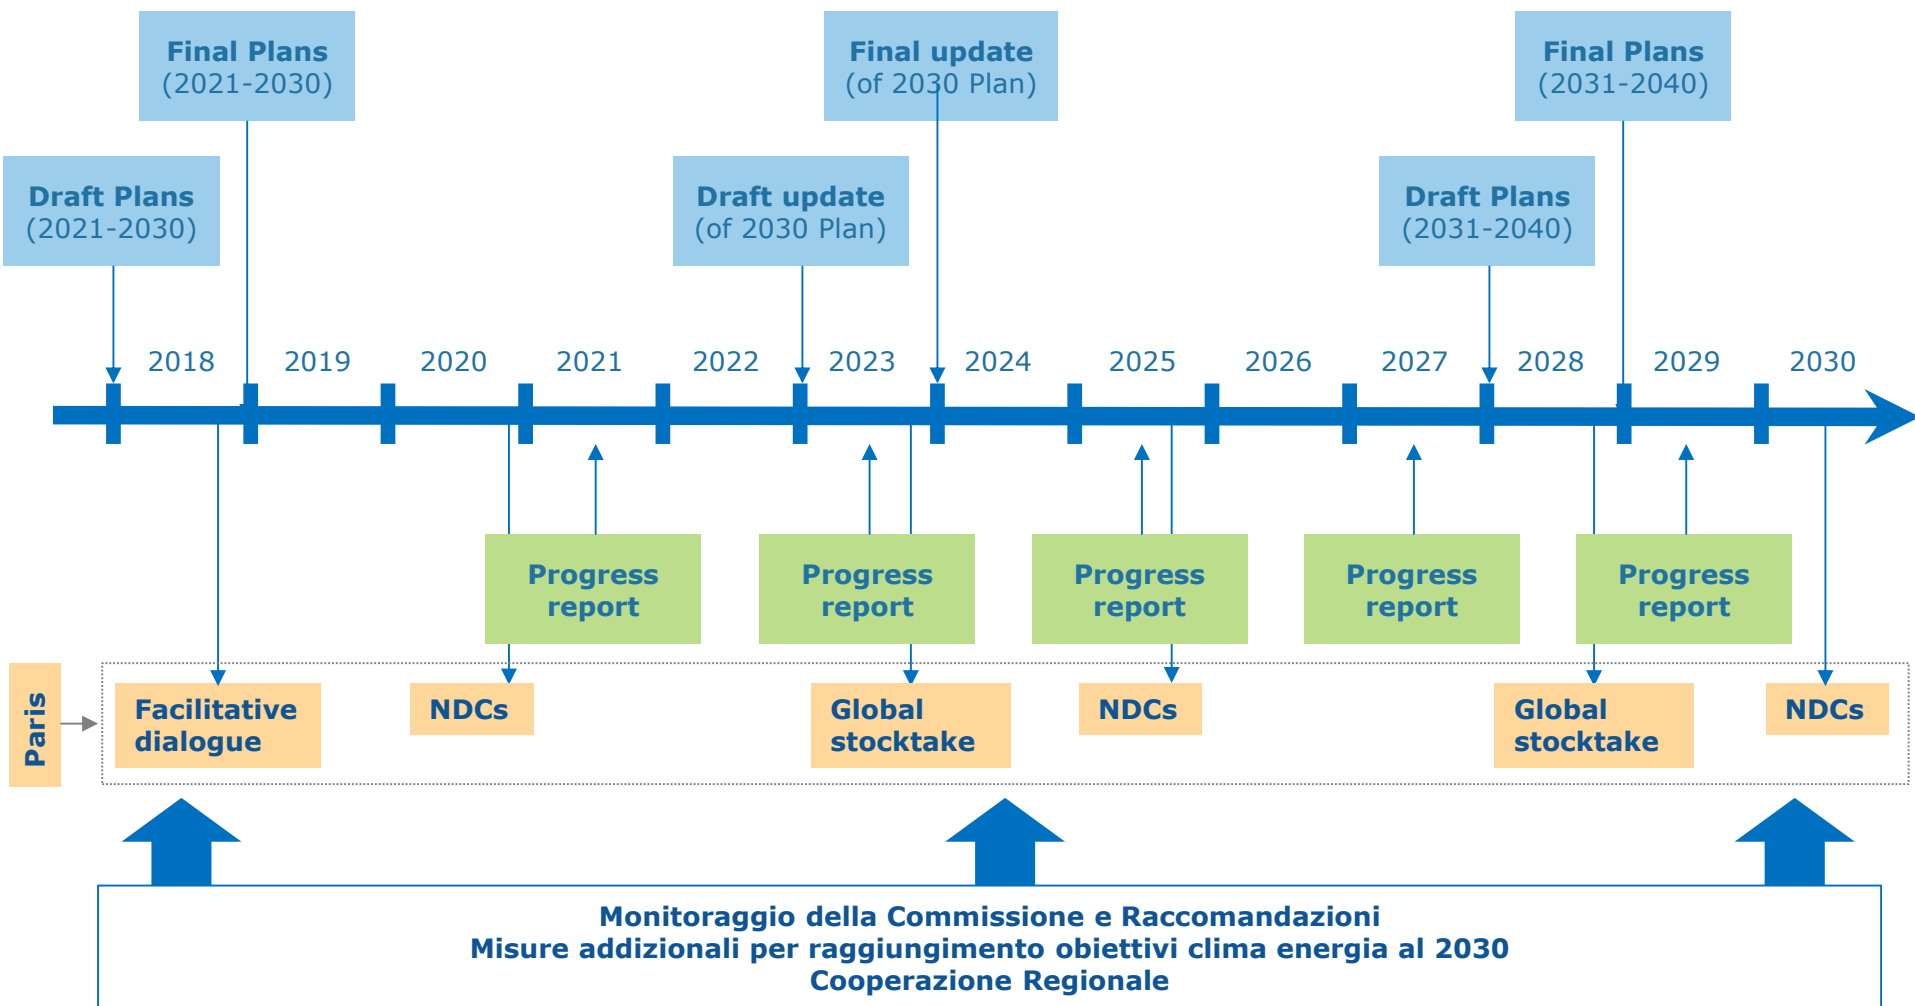 Final Plans
(2021-2030)
Final update
(of 2030 Plan)
Final Plans
(2031-2040)
Draft Plans
(2021-2030)
Draft update
(of 2030 Plan)
Draft Plans
(2031-2040)
2018
2019
2020
2021
2022
2023
2024
2025
2026
2027
2028
2029
2030
Progress
report
Progress
report
Progress
report
Progress
report
Progress
report
Paris
Facilitative
dialogue
NDCs
Global
stocktake
NDCs
Global
stocktake
NDCs
Monitoraggio della Commissione e Raccomandazioni
Misure addizionali per raggiungimento obiettivi clima energia al 2030
Cooperazione Regionale